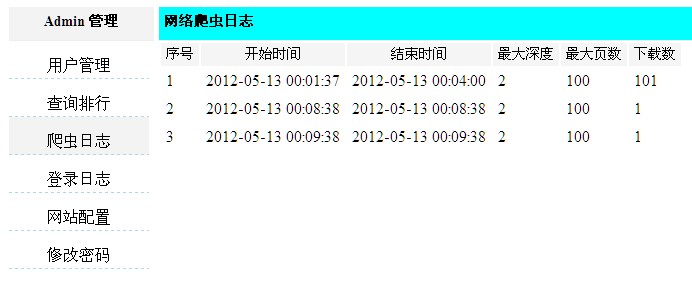 Admin 管理
用户管理
查询排行
爬虫日志
登录日志
网站配置
修改密码
网络爬虫日志
序号 开始时间 结束时间 最大深度 最大页数 下载数
1 2012-05-13 00:01:37 2012-05-13 00:04:00 2 100 101
2 2012-05-13 00:08:38 2012-05-13 00:08:38 2 100 1
3 2012-05-13 00:09:38 2012-05-13 00:09:38 2 100 1